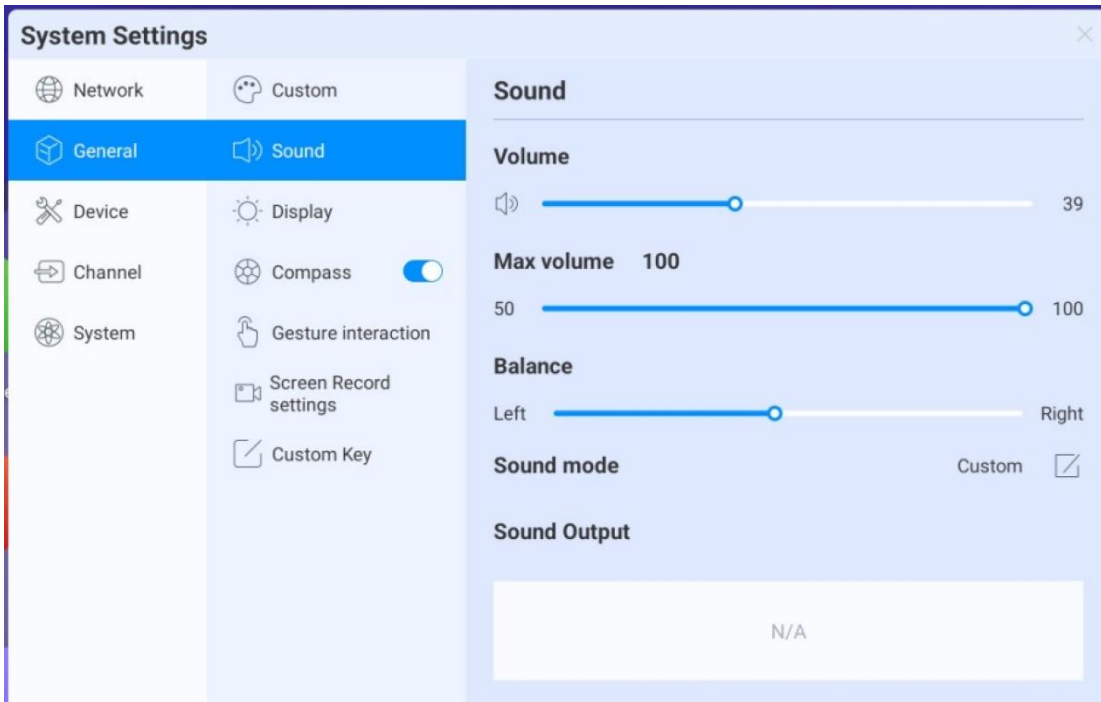 System Settings
Network
General
Device
Channel
System
Custom
Sound
Display
Compass
Gesture interaction
Screen Record
settings
Custom Key
Sound
Volume
39
Max volume 100
50 100
Balance
Left Right
Sound mode Custom
Sound Output
N/A